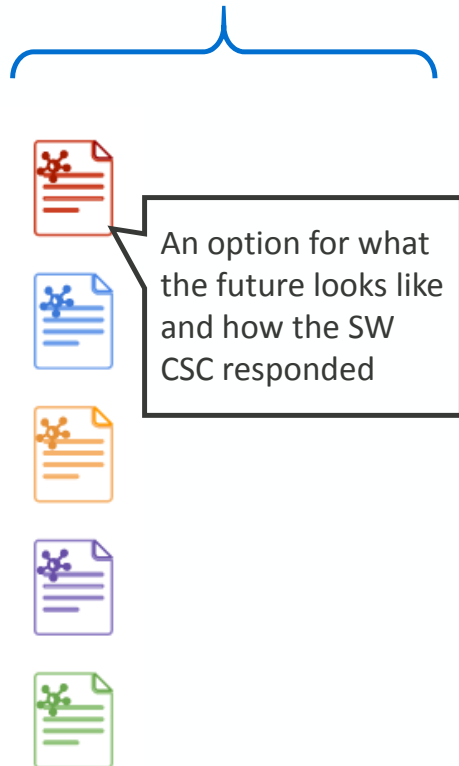 An option for what
the future looks like
and how the SW
CSC responded